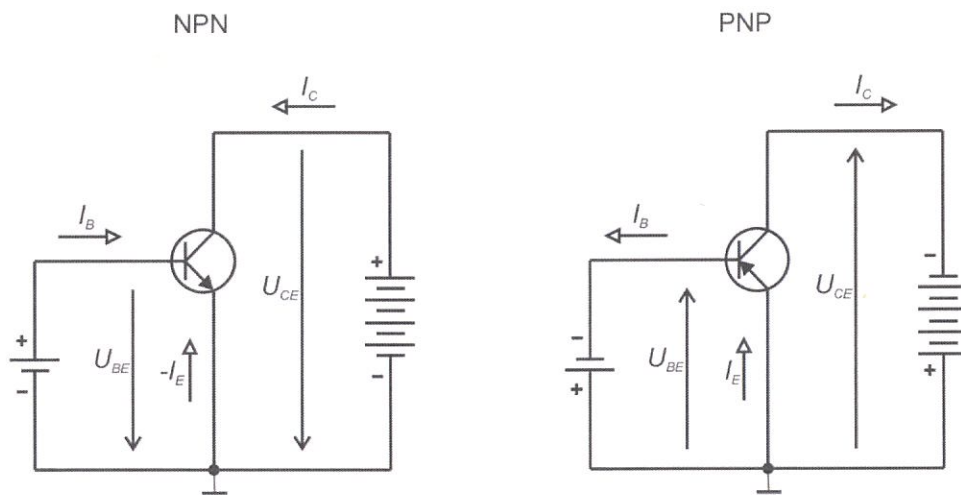 NPN
PNP
I_C
I_C
I_B
I_B
+
-
U_CE
U_CE
+
-
-
+
U_BE
-I_E
-
U_BE
I_E
+
-
+